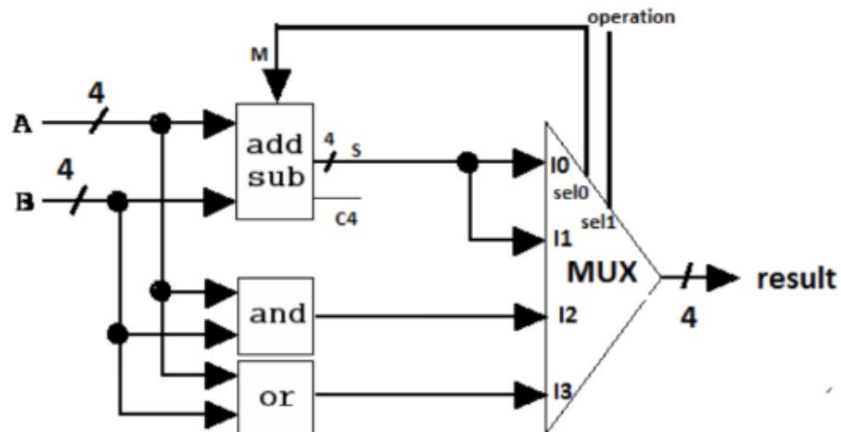 operation
M
4
A
4
B
add
sub
4
S
C4
I0
sel0
sel1
I1
MUX
result
4
and
I2
or
I3